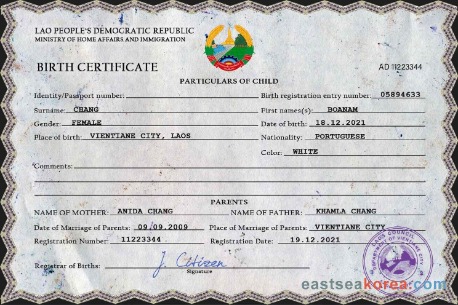 LAO PEOPLE'S DEMOCRATIC REPUBLIC
MINISTRY OF HOME AFFAIRS AND IMMIGRATION
BIRTH CERTIFICATE
AD 11223344
PARTICULARS OF CHILD
Identity/Passport number:
Birth registration entry number: 05894633
Surname: CHANG
First names(s): BOANAM
Gender: FEMALE
Date of birth: 18.12.2021
Place of birth: VIENTIANE CITY, LAOS
Nationality: PORTUGUESE
Color: WHITE
Comments:
PARENTS
NAME OF MOTHER: ANIDA CHANG
NAME OF FATHER: KHAMLA CHANG
Date of Marriage of Parents: 09.09.2009
Place of Marriage of Parents: VIENTIANE CITY
Registration Number: 11223344
Registration Date: 19.12.2021
Registrar of Births: J. Citizen
Signature
eastseakorea.com